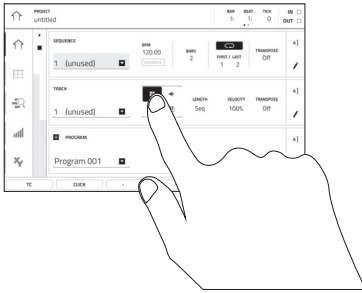 PROJECT
untitled
BAR BEAT TICK
1: 1: 0
IN
OUT
SEQUENCE
1 (unused)
BPM
120.00
BARS
2
FIRST / LAST
1 2
TRANSPOSE
Off
TRACK
1 (unused)
LENGTH
Seq
VELOCITY
100%
TRANSPOSE
Off
PROGRAM
Program 001
TC
CLICK
-
XY
A
A
A